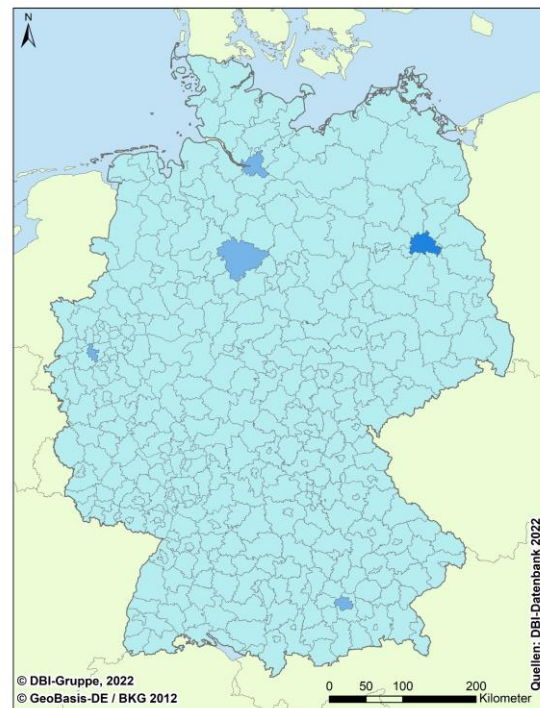 N
Quellen: DBI-Datenbank 2022
© DBI-Gruppe, 2022
© GeoBasis-DE / BKG 2012
0 50 100 200
Kilometer